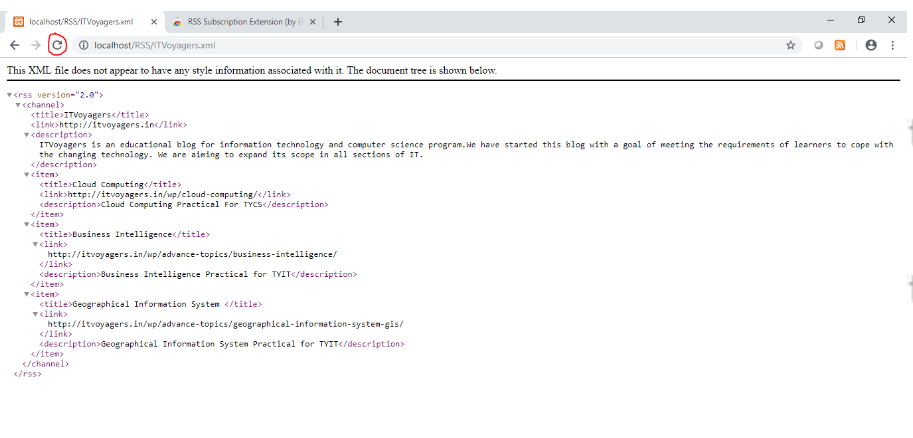 localhost/RSS/ITVoyagers.xml
RSS Subscription Extension (by G
localhost/RSS/ITVoyagers.xml
This XML file does not appear to have any style information associated with it. The document tree is shown below.
<rss version="2.0">
<channel>
<title>ITVoyagers</title>
<link>http://itvoyagers.in</link>
<description>
ITVoyagers is an educational blog for information technology and computer science program.We have started this blog with a goal of meeting the requirements of learners to cope with
the changing technology. We are aiming to expand its scope in all sections of IT.
</description>
<item>
<title>Cloud Computing</title>
<link>http://itvoyagers.in/wp/cloud-computing/</link>
<description>Cloud Computing Practical For TYCS</description>
</item>
<item>
<title>Business Intelligence</title>
<link>
http://itvoyagers.in/wp/advance-topics/business-intelligence/
</link>
<description>Business Intelligence Practical for TYIT</description>
</item>
<item>
<title>Geographical Information System </title>
<link>
http://itvoyagers.in/wp/advance-topics/geographical-information-system-gis/
</link>
<description>Geographical Information System Practical for TYIT</description>
</item>
</channel>
</rss>